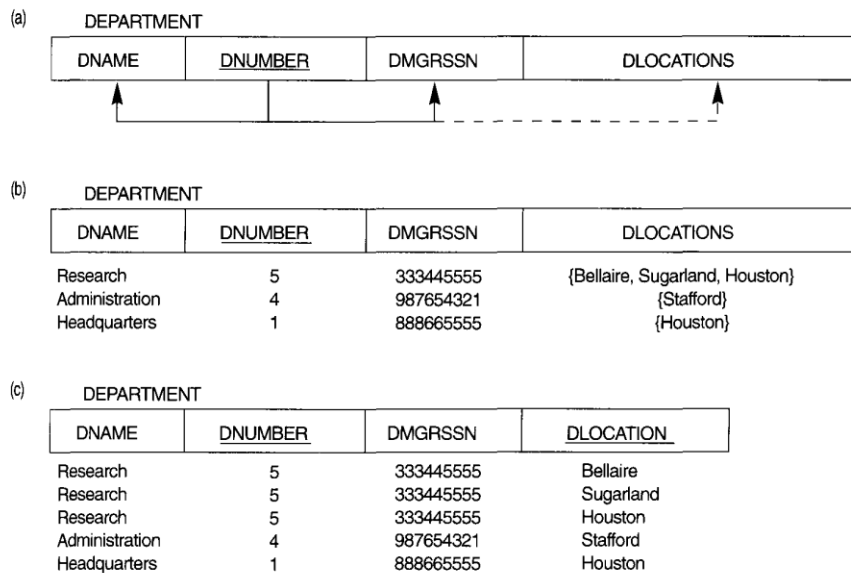 (a) DEPARTMENT
DNAME DNUMBER DMGRSSN DLOCATIONS
(b) DEPARTMENT
DNAME DNUMBER DMGRSSN DLOCATIONS
Research 5 333445555 {Bellaire, Sugarland, Houston}
Administration 4 987654321 {Stafford}
Headquarters 1 888665555 {Houston}
(c) DEPARTMENT
DNAME DNUMBER DMGRSSN DLOCATION
Research 5 333445555 Bellaire
Research 5 333445555 Sugarland
Research 5 333445555 Houston
Administration 4 987654321 Stafford
Headquarters 1 888665555 Houston